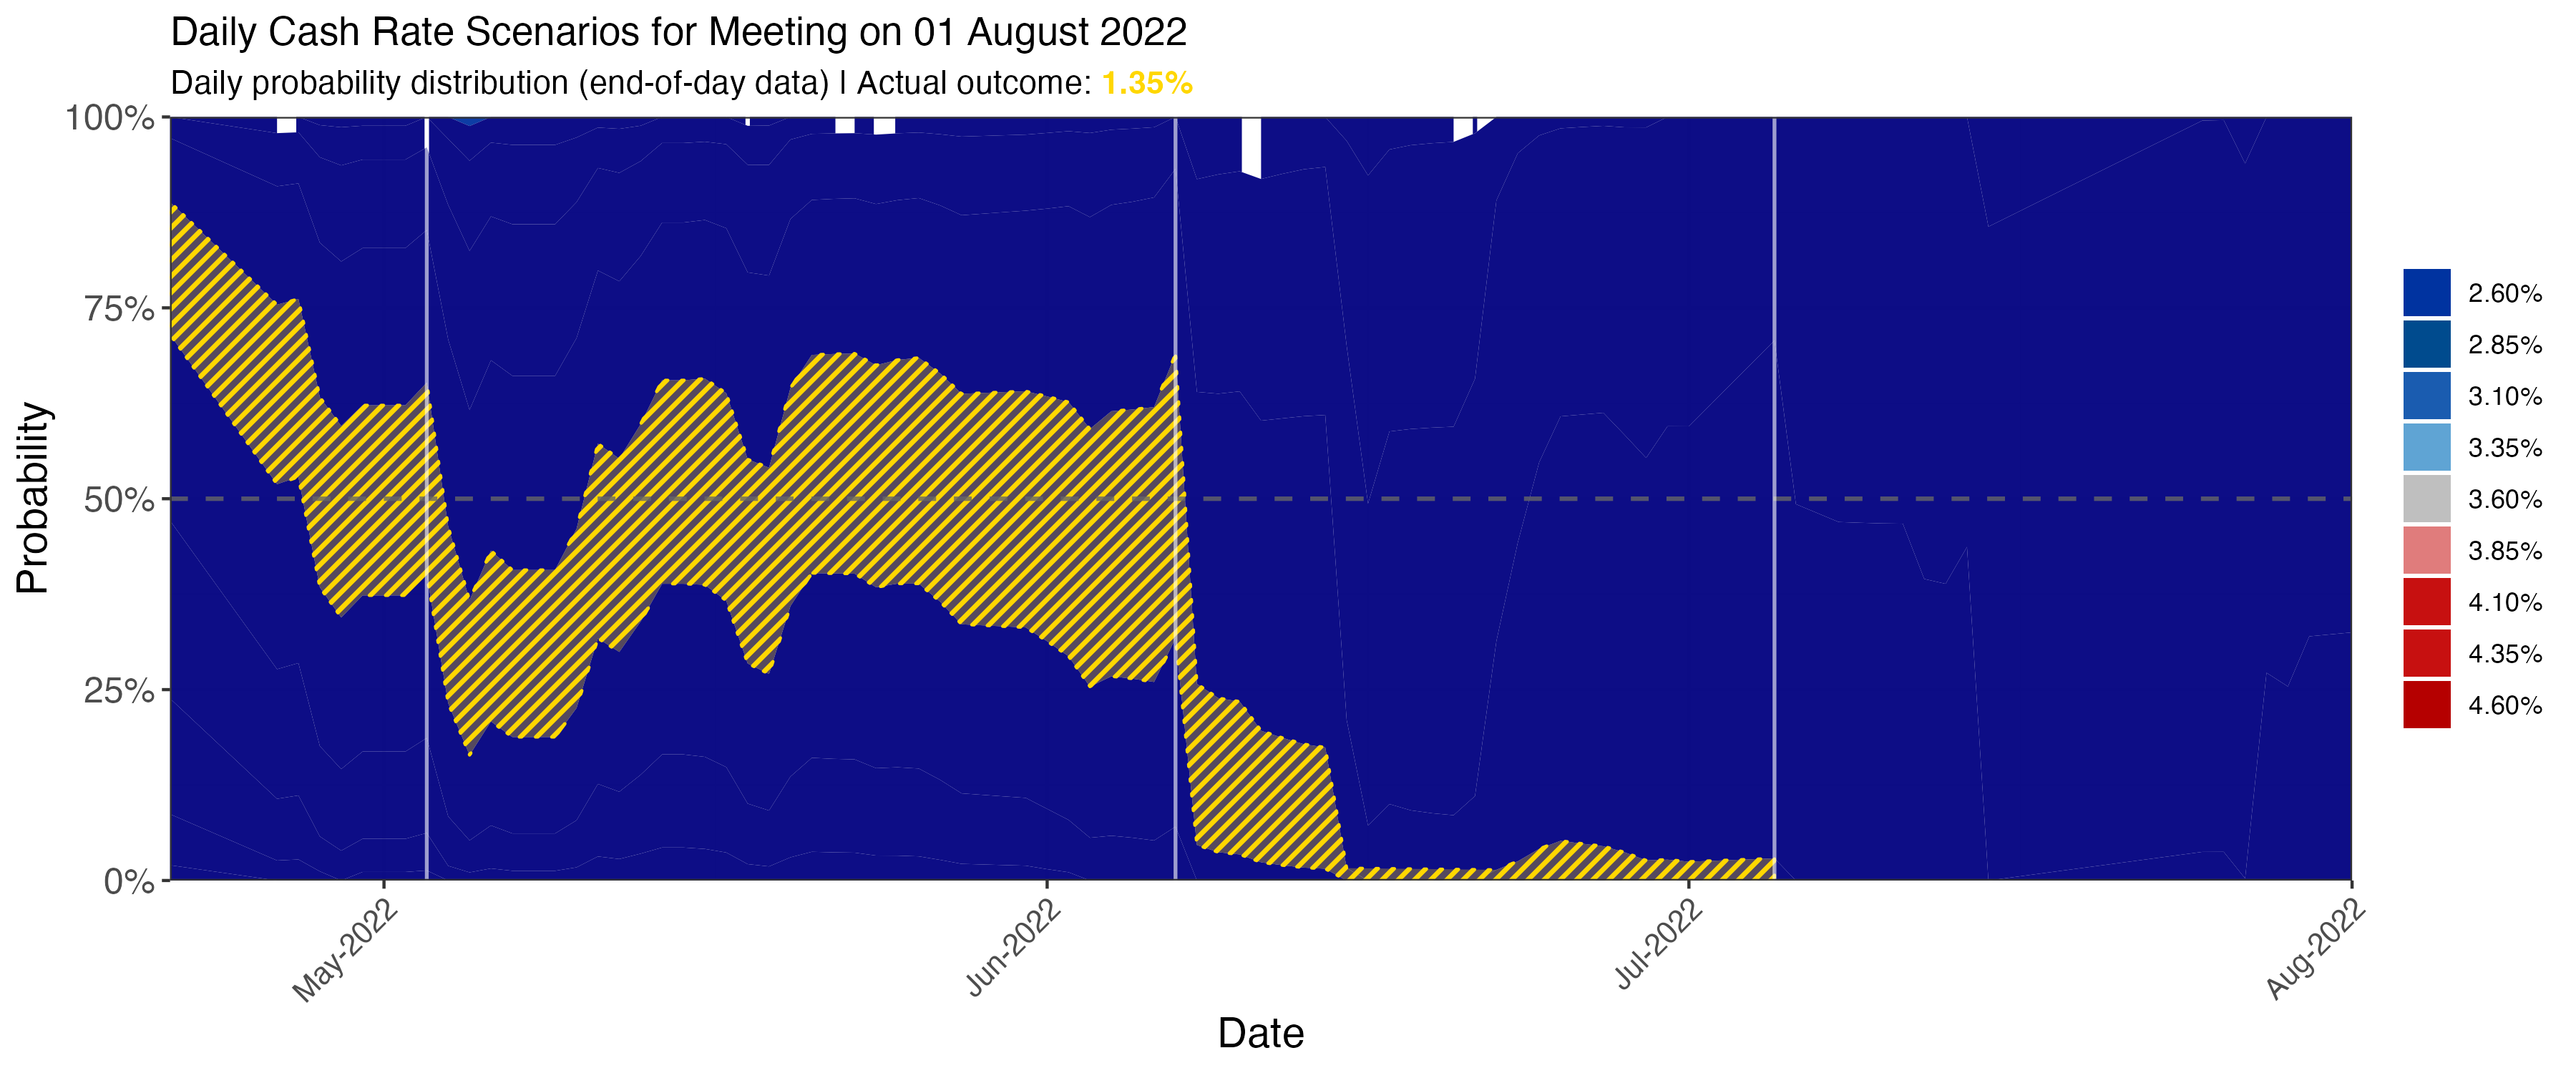 Daily Cash Rate Scenarios for Meeting on 01 August 2022
Daily probability distribution (end-of-day data) | Actual outcome: 1.35%
100%
75%
50%
25%
0%
Probability
May-2022
Jun-2022
Jul-2022
Aug-2022
Date
2.60%
2.85%
3.10%
3.35%
3.60%
3.85%
4.10%
4.35%
4.60%